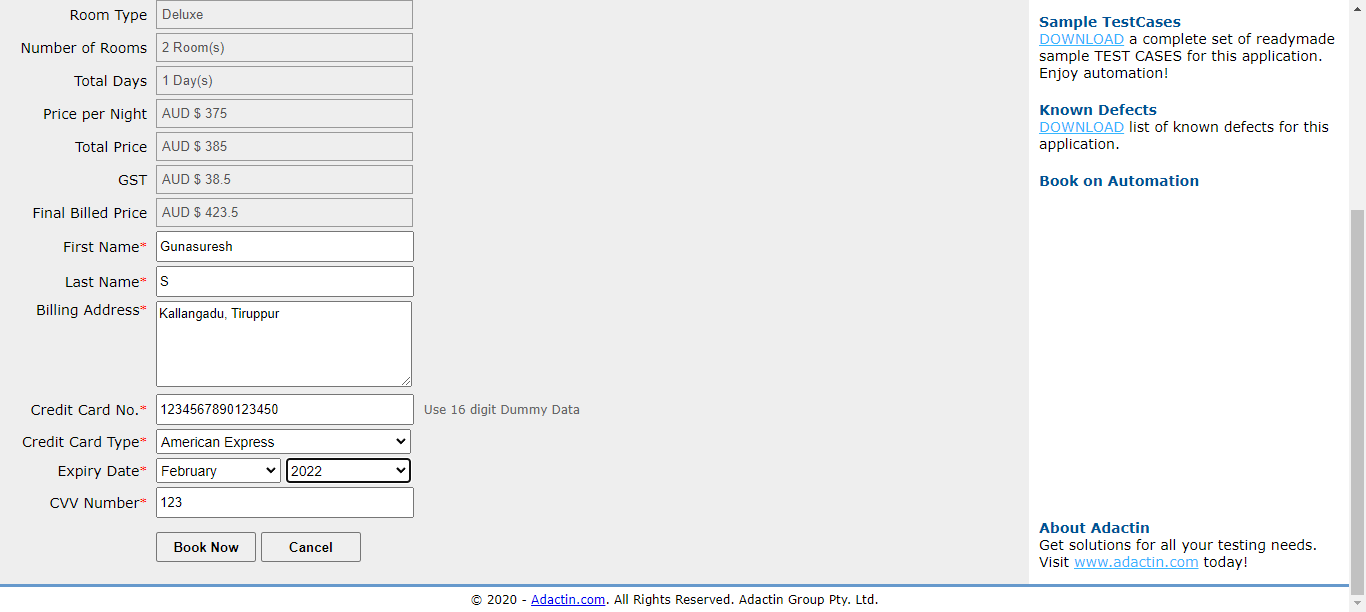 Room Type Deluxe
Number of Rooms 2 Room(s)
Total Days 1 Day(s)
Price per Night AUD $ 375
Total Price AUD $ 385
GST AUD $ 38.5
Final Billed Price AUD $ 423.5
First Name* Gunasuresh
Last Name* S
Billing Address* Kallangadu, Tiruppur
Credit Card No.* 1234567890123450 Use 16 digit Dummy Data
Credit Card Type* American Express
Expiry Date* February 2022
CVV Number* 123
Book Now Cancel
Sample TestCases
DOWNLOAD a complete set of readymade
sample TEST CASES for this application.
Enjoy automation!
Known Defects
DOWNLOAD list of known defects for this
application.
Book on Automation
About Adactin
Get solutions for all your testing needs.
Visit www.adactin.com today!
© 2020 - Adactin.com. All Rights Reserved. Adactin Group Pty. Ltd.